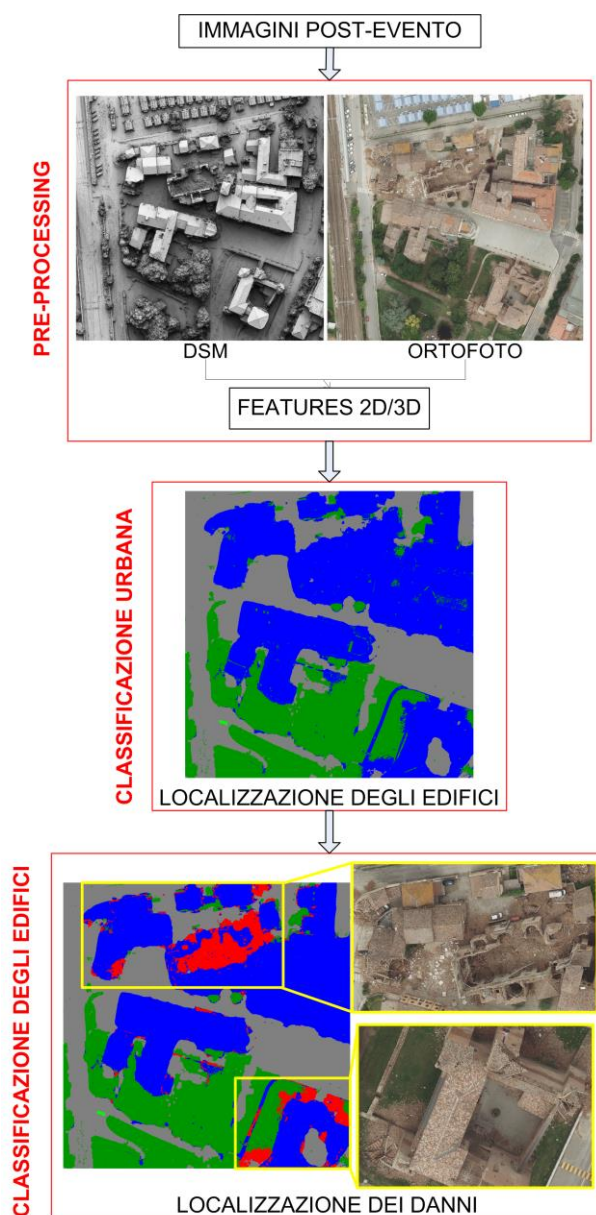 IMMAGINI POST-EVENTO
PRE-PROCESSING
DSM
ORTOFOTO
FEATURES 2D/3D
CLASSIFICAZIONE URBANA
LOCALIZZAZIONE DEGLI EDIFICI
CLASSIFICAZIONE DEGLI EDIFICI
LOCALIZZAZIONE DEI DANNI